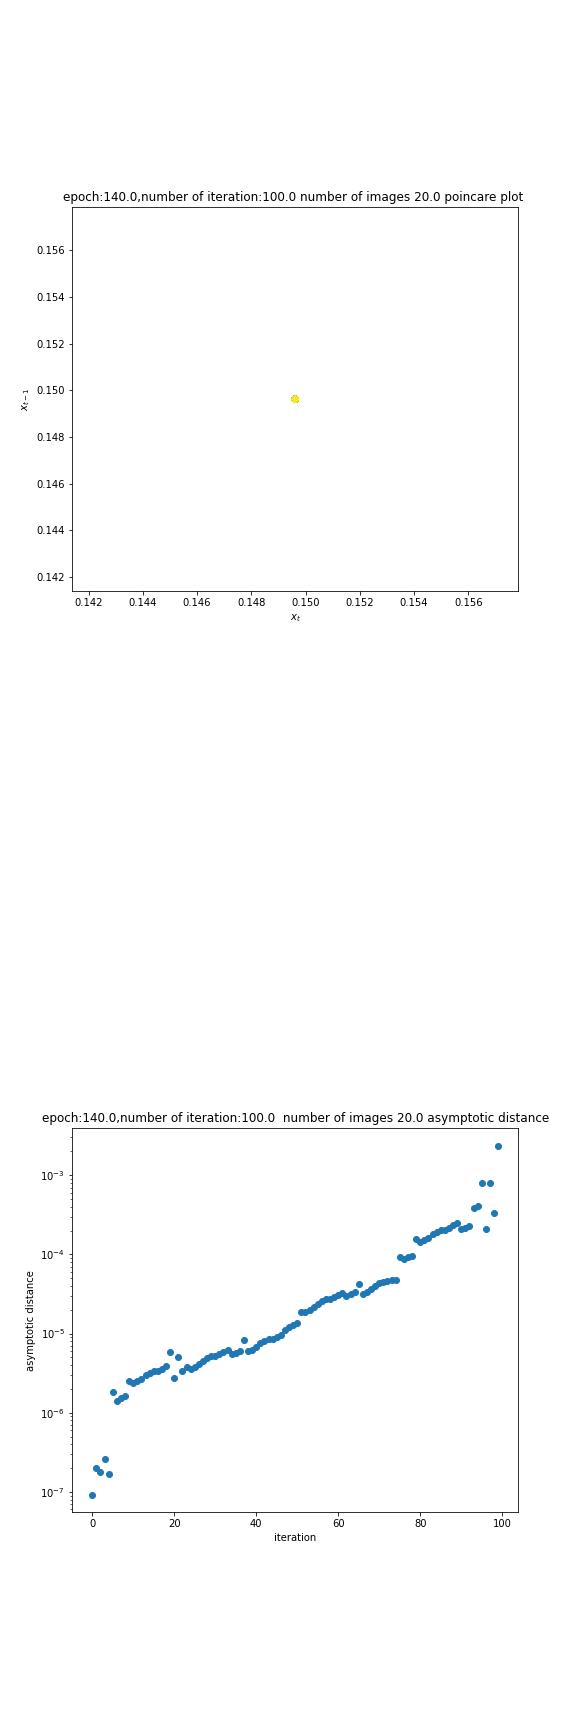 epoch:140.0,number of iteration:100.0 number of images 20.0 poincare plot
0.156
0.154
0.152
0.150
0.148
0.146
0.144
0.142
x_{t-1}
0.142 0.144 0.146 0.148 0.150 0.152 0.154 0.156
x_t
epoch:140.0,number of iteration:100.0  number of images 20.0 asymptotic distance
10^{-3}
10^{-4}
10^{-5}
10^{-6}
10^{-7}
asymptotic distance
0 20 40 60 80 100
iteration